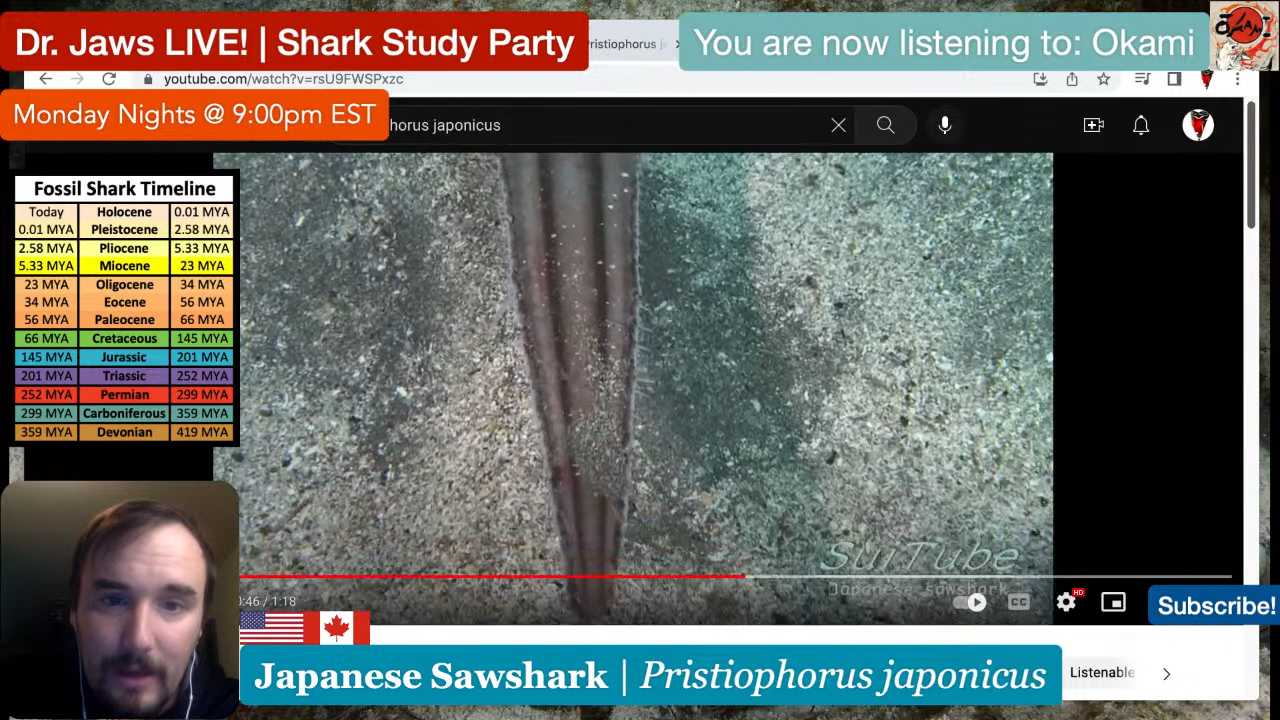 Dr. Jaws LIVE! | Shark Study Party
Pristiophorus j
You are now listening to: Okami
youtube.com/watch?v=rsU9FWSPxzc
Monday Nights @ 9:00pm EST
horus japonicus
Fossil Shark Timeline
Today Holocene 0.01 MYA
0.01 MYA Pleistocene 2.58 MYA
2.58 MYA Pliocene 5.33 MYA
5.33 MYA Miocene 23 MYA
23 MYA Oligocene 34 MYA
34 MYA Eocene 56 MYA
56 MYA Paleocene 66 MYA
66 MYA Cretaceous 145 MYA
145 MYA Jurassic 201 MYA
201 MYA Triassic 252 MYA
252 MYA Permian 299 MYA
299 MYA Carboniferous 359 MYA
359 MYA Devonian 419 MYA
SuiTube
Japanese sawshark
:46 / 1:18
CC
HD
Subscribe!
Japanese Sawshark | Pristiophorus japonicus
Listenable